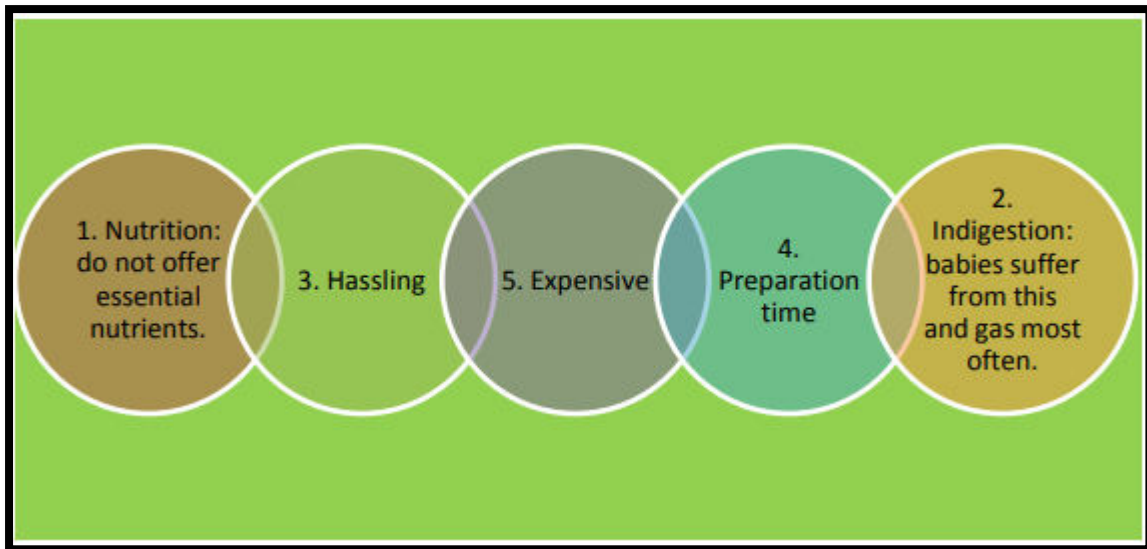 1. Nutrition:
do not offer
essential
nutrients.
3. Hassling
5. Expensive
4.
Preparation
time
2.
Indigestion:
babies suffer
from this
and gas most
often.